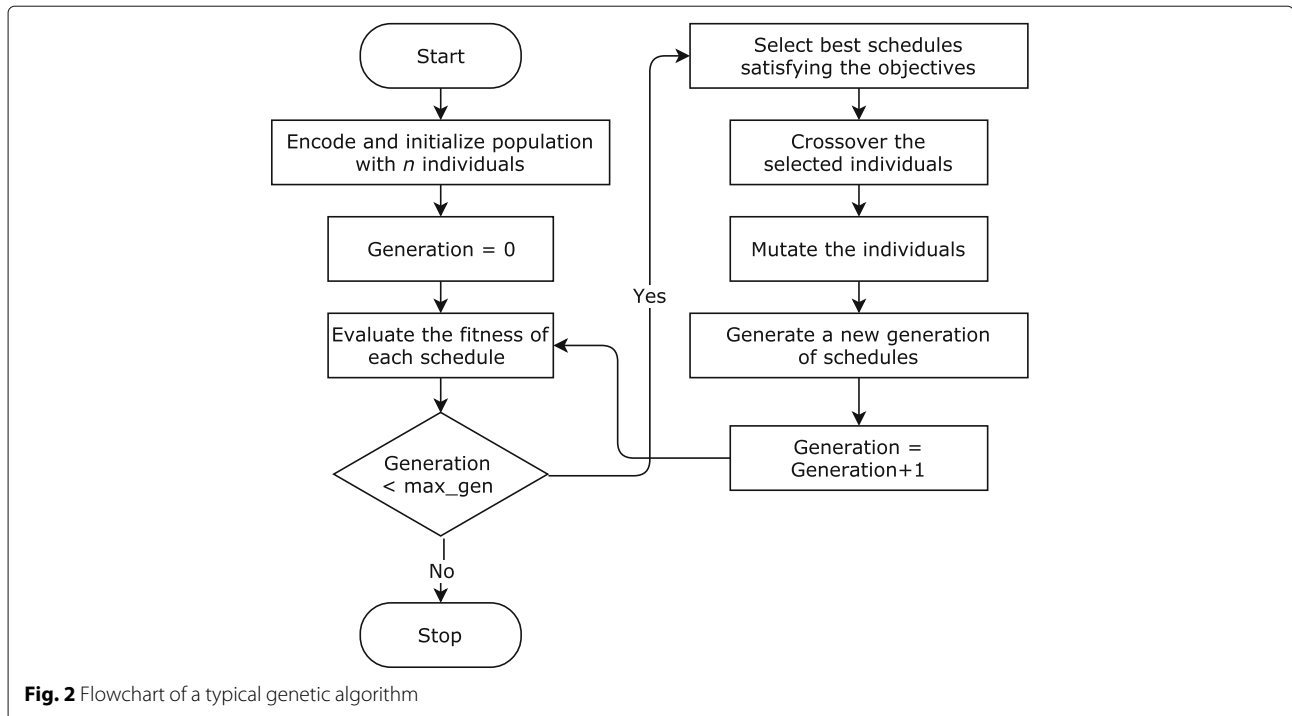 Start
Encode and initialize population
with n individuals
Generation = 0
Evaluate the fitness of
each schedule
Generation
< max_gen
No
Stop
Yes
Select best schedules
satisfying the objectives
Crossover the
selected individuals
Mutate the individuals
Generate a new generation
of schedules
Generation =
Generation+1
Fig. 2 Flowchart of a typical genetic algorithm